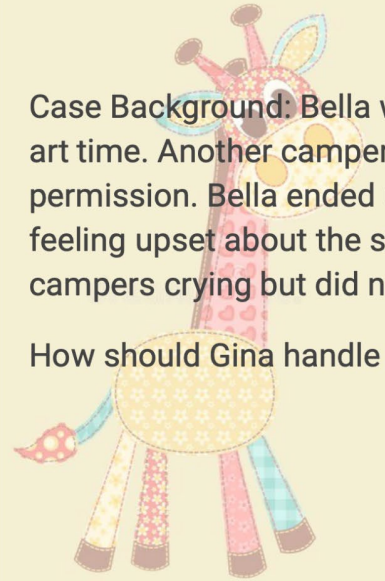 Case Background: Bella
art time. Another camper
permission. Bella ended
feeling upset about the s
campers crying but did n
How should Gina handle